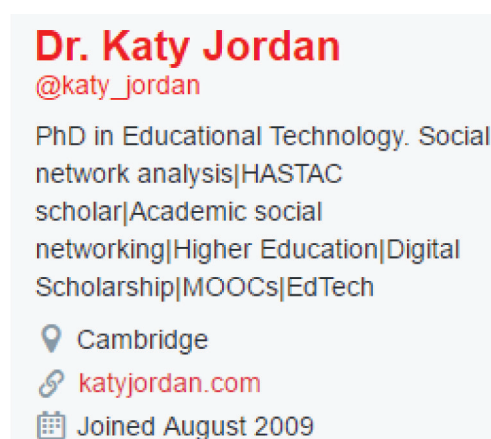 Dr. Katy Jordan
@katy_jordan
PhD in Educational Technology. Social
network analysis|HASTAC
scholar|Academic social
networking|Higher Education|Digital
Scholarship|MOOCs|EdTech
Cambridge
katyjordan.com
Joined August 2009